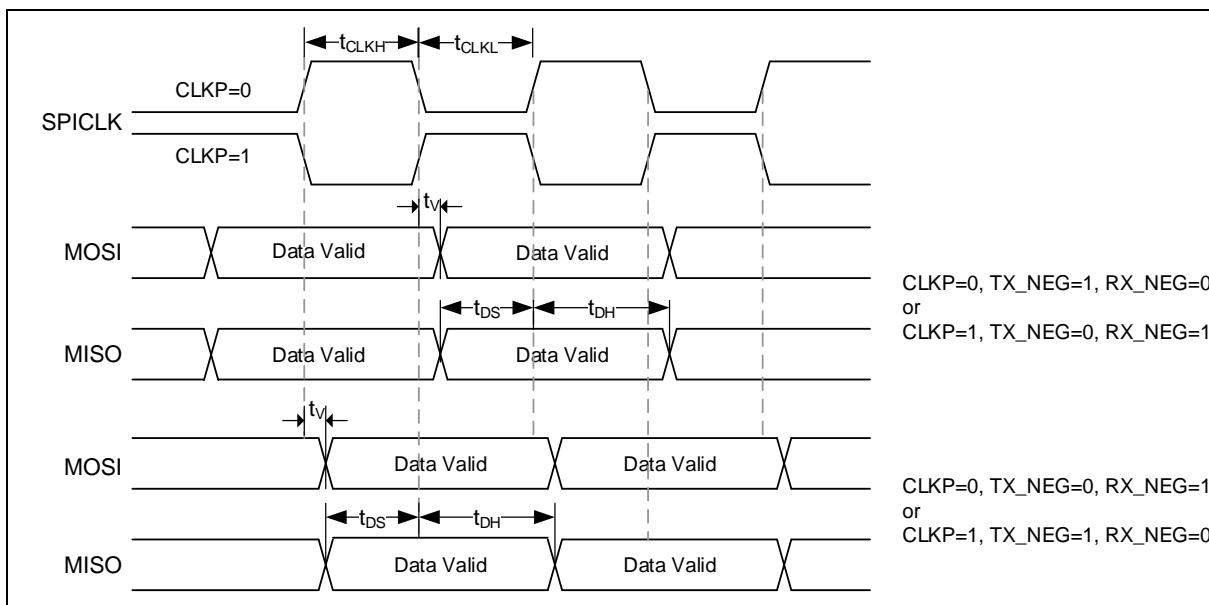 tCLKH tCLKL
CLKP=0
SPICLK
CLKP=1
tV
MOSI Data Valid Data Valid
CLKP=0, TX_NEG=1, RX_NEG=0
or
CLKP=1, TX_NEG=0, RX_NEG=1
tDS tDH
MISO Data Valid Data Valid
tV
MOSI Data Valid Data Valid
CLKP=0, TX_NEG=0, RX_NEG=1
or
CLKP=1, TX_NEG=1, RX_NEG=0
tDS tDH
MISO Data Valid Data Valid